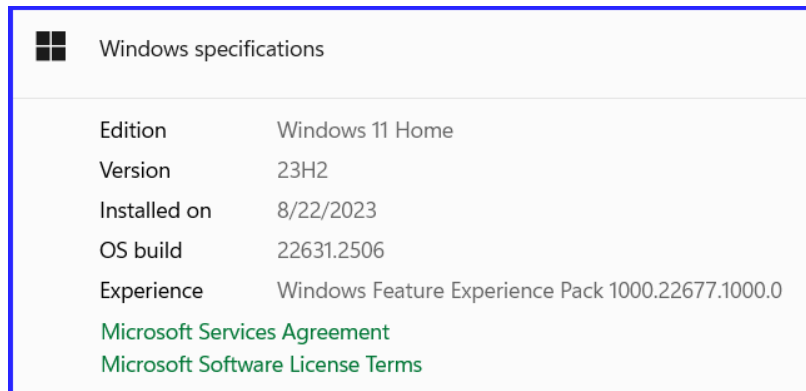 Windows specifications
Edition Windows 11 Home
Version 23H2
Installed on 8/22/2023
OS build 22631.2506
Experience Windows Feature Experience Pack 1000.22677.1000.0
Microsoft Services Agreement
Microsoft Software License Terms